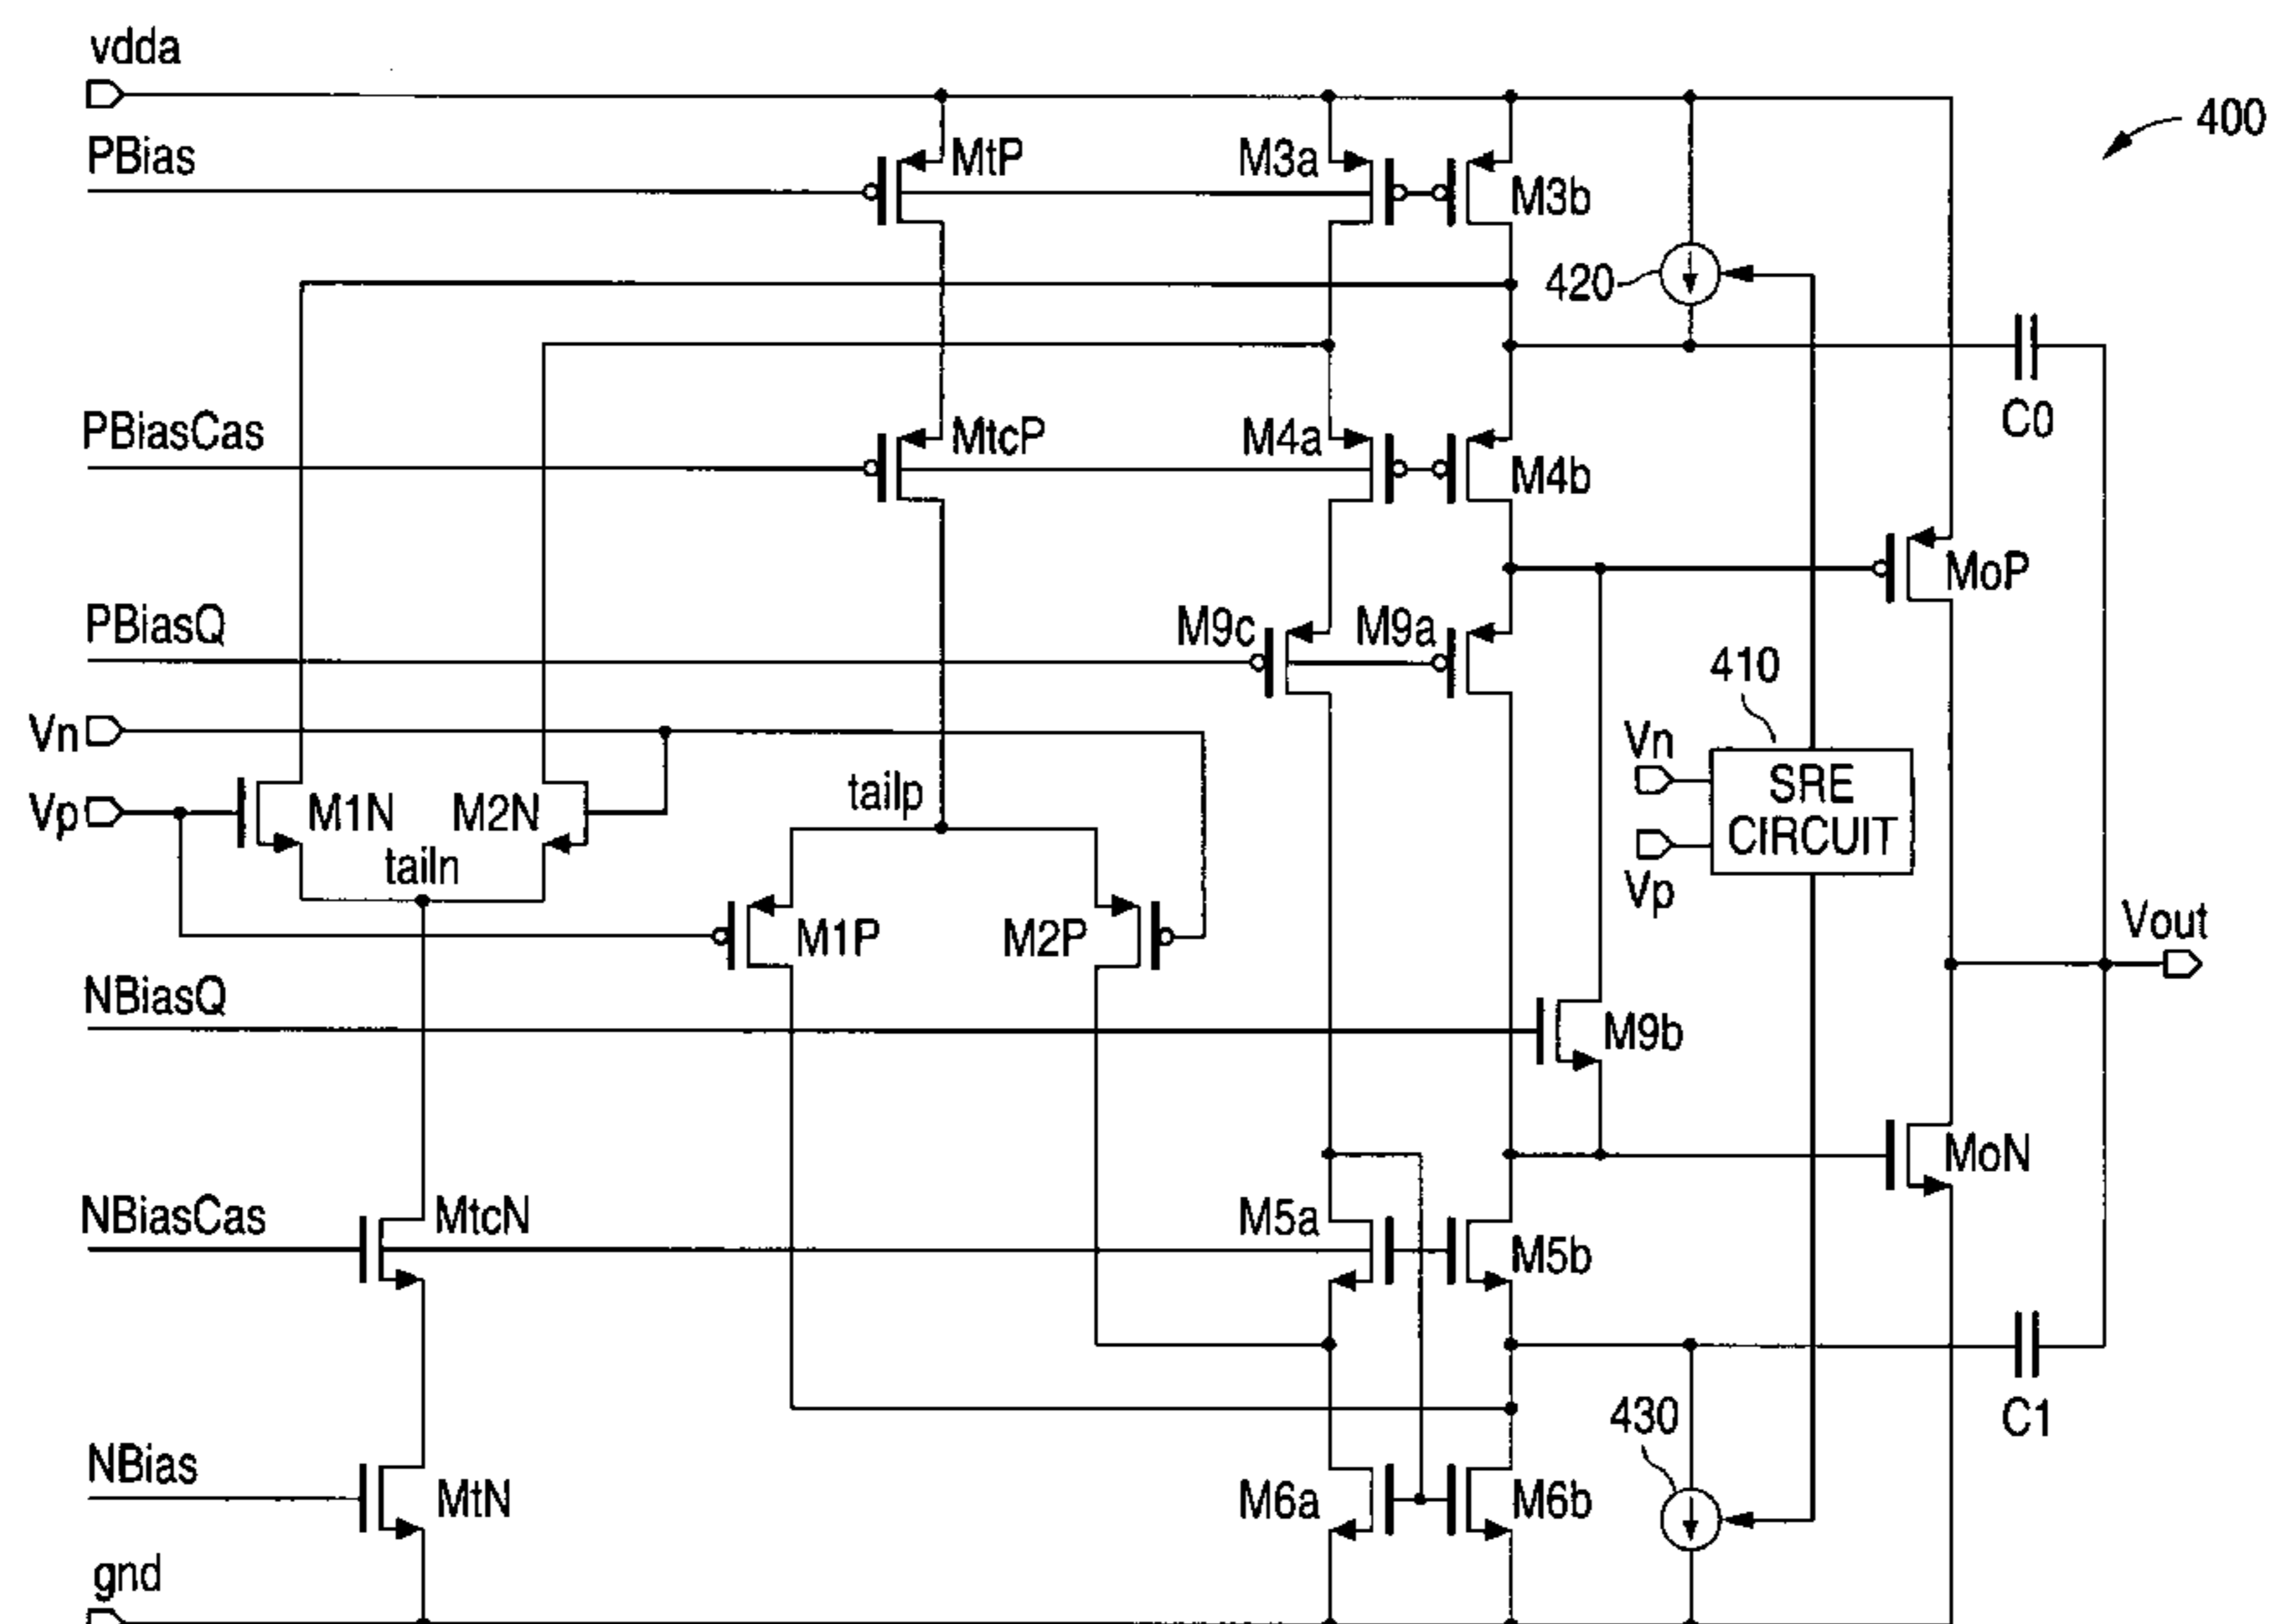 vdda
400
PBias
MtP
M3a
M3b
420
C0
PBiasCas
MtcP
M4a
M4b
MoP
PBiasQ
M9c
M9a
410
Vn
Vn
SRE
CIRCUIT
Vp
M1N
M2N
tailp
tailn
Vp
Vout
M1P
M2P
NBiasQ
M9b
MoN
NBiasCas
MtcN
M5a
M5b
430
C1
NBias
MtN
M6a
M6b
gnd